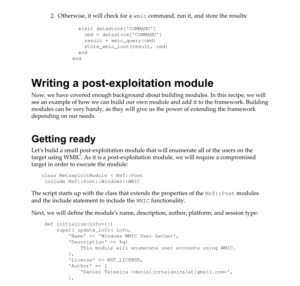 2. Otherwise, it will check for a wmic command, run it, and store the results:
elsif datastore['COMMAND']
cmd = datastore['COMMAND']
result = wmic_query(cmd)
store_wmic_loot(result, cmd)
end
end
Writing a post-exploitation module
Now, we have covered enough background about building modules. In this recipe, we will
see an example of how we can build our own module and add it to the framework. Building
modules can be very handy, as they will give us the power of extending the framework
depending on our needs.
Getting ready
Let's build a small post-exploitation module that will enumerate all of the users on the
target using WMIC. As it is a post-exploitation module, we will require a compromised
target in order to execute the module:
class MetasploitModule < Msf::Post
include Msf::Post::Windows::WMIC
The script starts up with the class that extends the properties of the Msf::Post modules
and the include statement to include the WMIC functionality.
Next, we will define the module's name, description, author, platform, and session type:
def initialize(info={})
super( update_info( info,
'Name' => 'Windows WMIC User Gather',
'Description' => %q{
This module will enumerate user accounts using WMIC.
},
'License' => MSF_LICENSE,
'Author' => [
'Daniel Teixeira <danieljcrteixeira[at]gmail.com>',
],